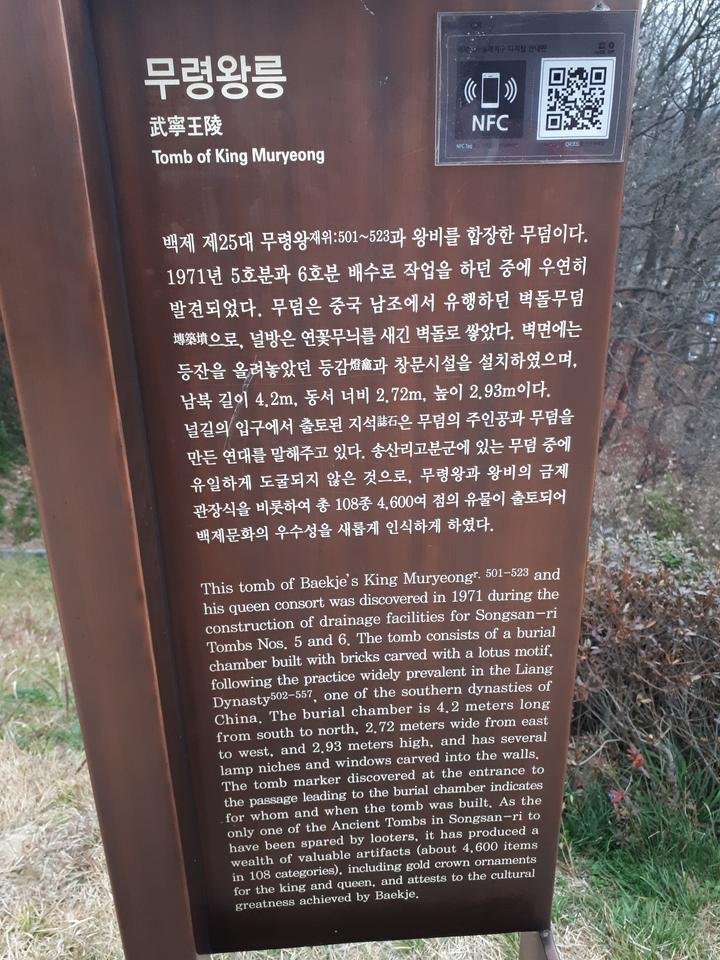 무령왕릉
武寧王陵
Tomb of King Muryeong
NFC
NFC Tag
QR코드
백제 제25대 무령왕재위:501~523과 왕비를 합장한 무덤이다.
1971년 5호분과 6호분 배수로 작업을 하던 중에 우연히
발견되었다. 무덤은 중국 남조에서 유행하던 벽돌무덤
塼築墳으로, 널방은 연꽃무늬를 새긴 벽돌로 쌓았다. 벽면에는
등잔을 올려놓았던 등감燈龕과 창문시설을 설치하였으며,
남북 길이 4.2m, 동서 너비 2.72m, 높이 2.93m이다.
널길의 입구에서 출토된 지석誌石은 무덤의 주인공과 무덤을
만든 연대를 말해주고 있다. 송산리고분군에 있는 무덤 중에
유일하게 도굴되지 않은 것으로, 무령왕과 왕비의 금제
관장식을 비롯하여 총 108종 4,600여 점의 유물이 출토되어
백제문화의 우수성을 새롭게 인식하게 하였다.
This tomb of Baekje's King Muryeongr. 501-523 and
his queen consort was discovered in 1971 during the
construction of drainage facilities for Songsan-ri
Tombs Nos. 5 and 6. The tomb consists of a burial
chamber built with bricks carved with a lotus motif,
following the practice widely prevalent in the Liang
Dynasty502-557, one of the southern dynasties of
China. The burial chamber is 4.2 meters long
from south to north, 2.72 meters wide from east
to west, and 2.93 meters high, and has several
lamp niches and windows carved into the walls.
The tomb marker discovered at the entrance to
the passage leading to the burial chamber indicates
for whom and when the tomb was built. As the
only one of the Ancient Tombs in Songsan-ri to
have been spared by looters, it has produced a
wealth of valuable artifacts (about 4,600 items
in 108 categories), including gold crown ornaments
for the king and queen, and attests to the cultural
greatness achieved by Baekje.